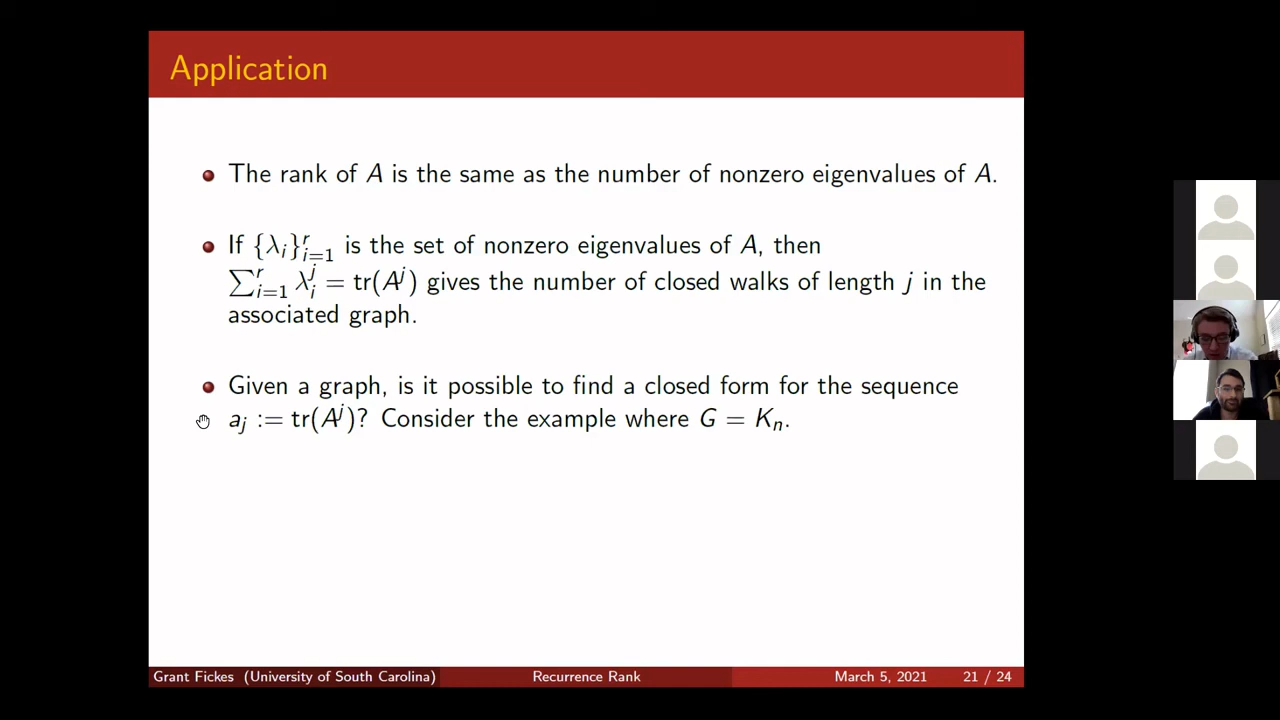 Application
The rank of A is the same as the number of nonzero eigenvalues of A.
If {λ_i}_{i=1}^r is the set of nonzero eigenvalues of A, then
∑_{i=1}^r λ_i^j = tr(A^j) gives the number of closed walks of length j in the
associated graph.
Given a graph, is it possible to find a closed form for the sequence
a_j := tr(A^j)? Consider the example where G = K_n.
Grant Fickes (University of South Carolina) Recurrence Rank March 5, 2021 21 / 24